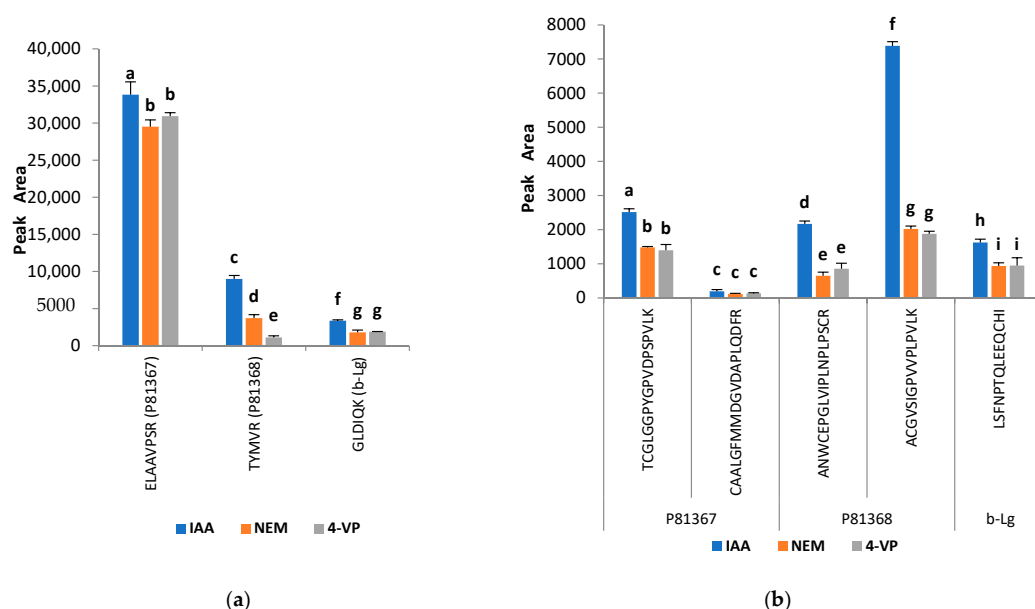 40,000
35,000
30,000
25,000
20,000
15,000
10,000
5000
0
Peak Area
a
b
b
c
d
e
f
g
g
ELAAVPSR (P81367)
TYMVR (P81368)
GLDIQK (b-Lg)
IAA NEM 4-VP
(a)
8000
7000
6000
5000
4000
3000
2000
1000
0
Peak Area
a
b
b
c
c
c
d
e
e
f
g
g
h
i
i
TCGLGGPYGPVDPSPVLK
CAALGFMMDGVDAPLQDFR
ANWCEPGLVIPLNPLPSCR
ACGVSIGPVVPLPVLK
LSFNPTQLEEQCHI
P81367 P81368 b-Lg
IAA NEM 4-VP
(b)